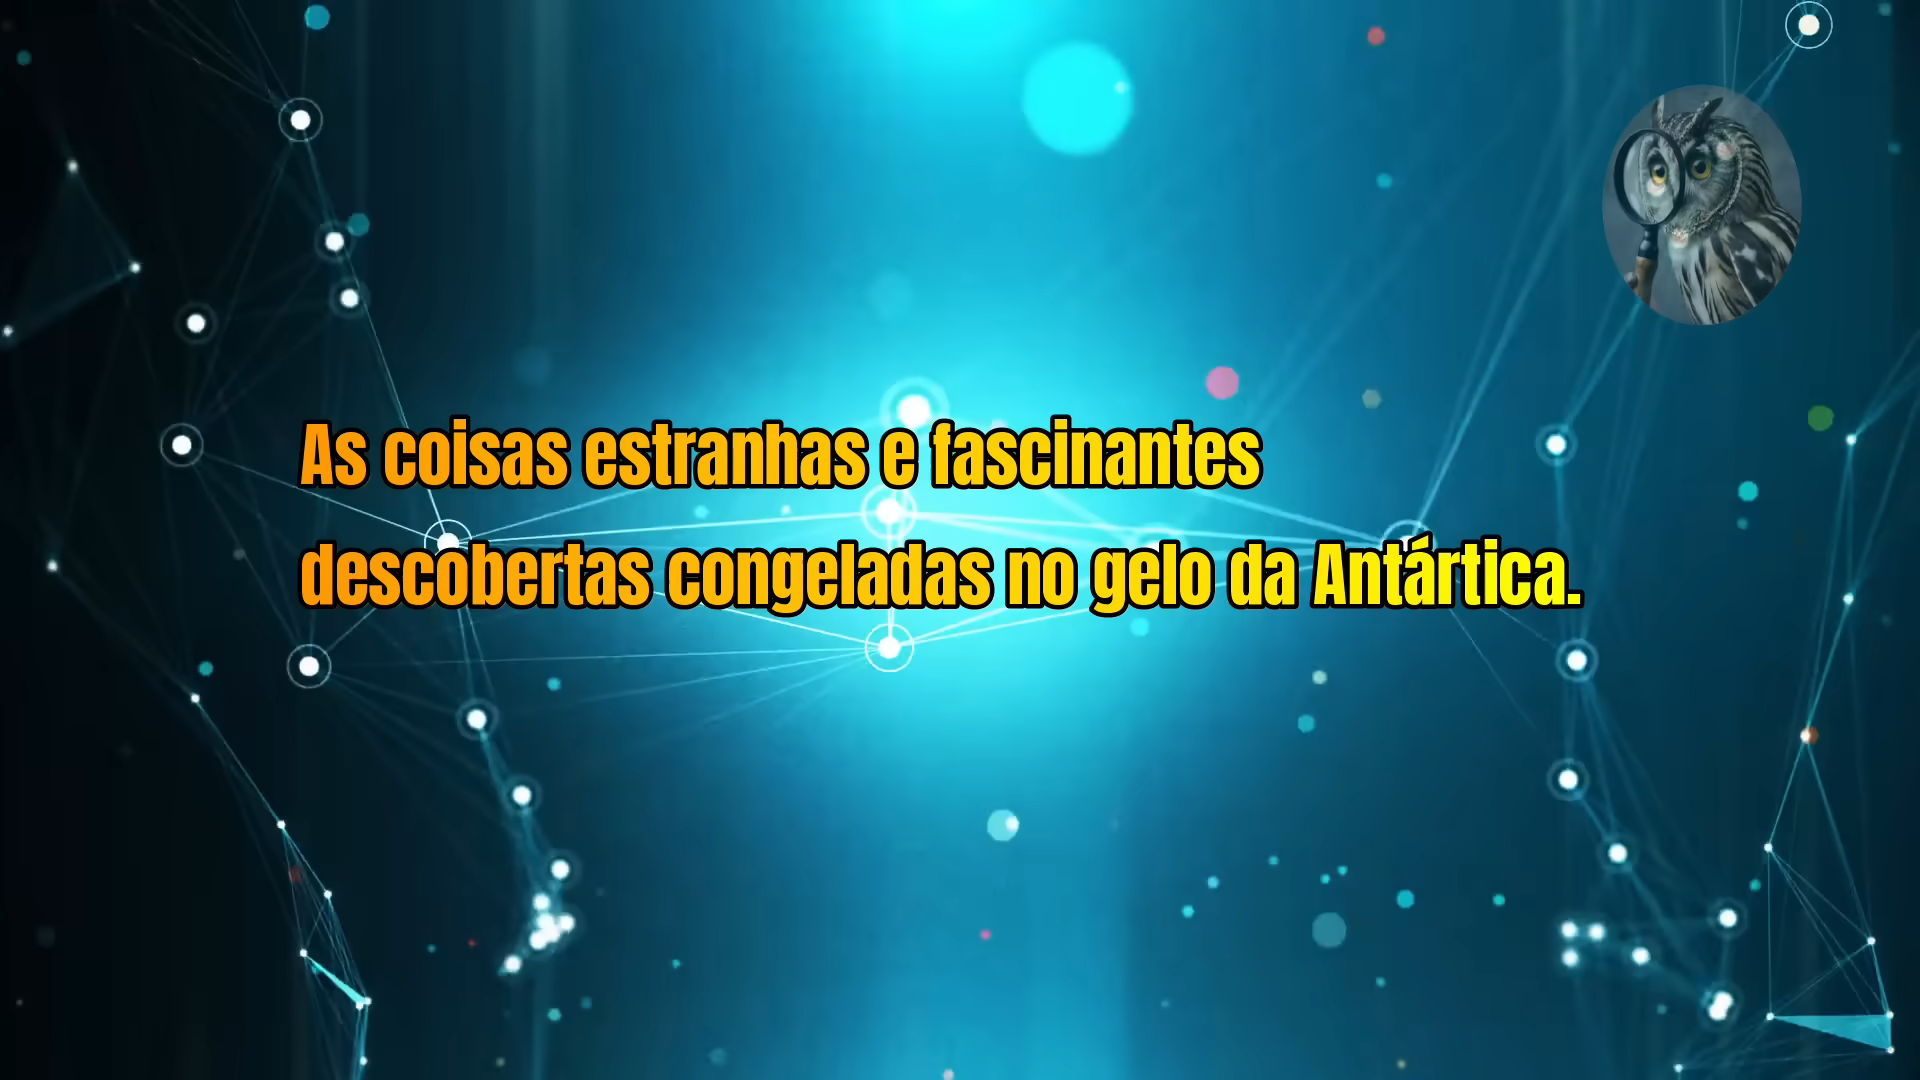 As coisas estranhas e fascinantes
descobertas congeladas no gelo da Antártica.